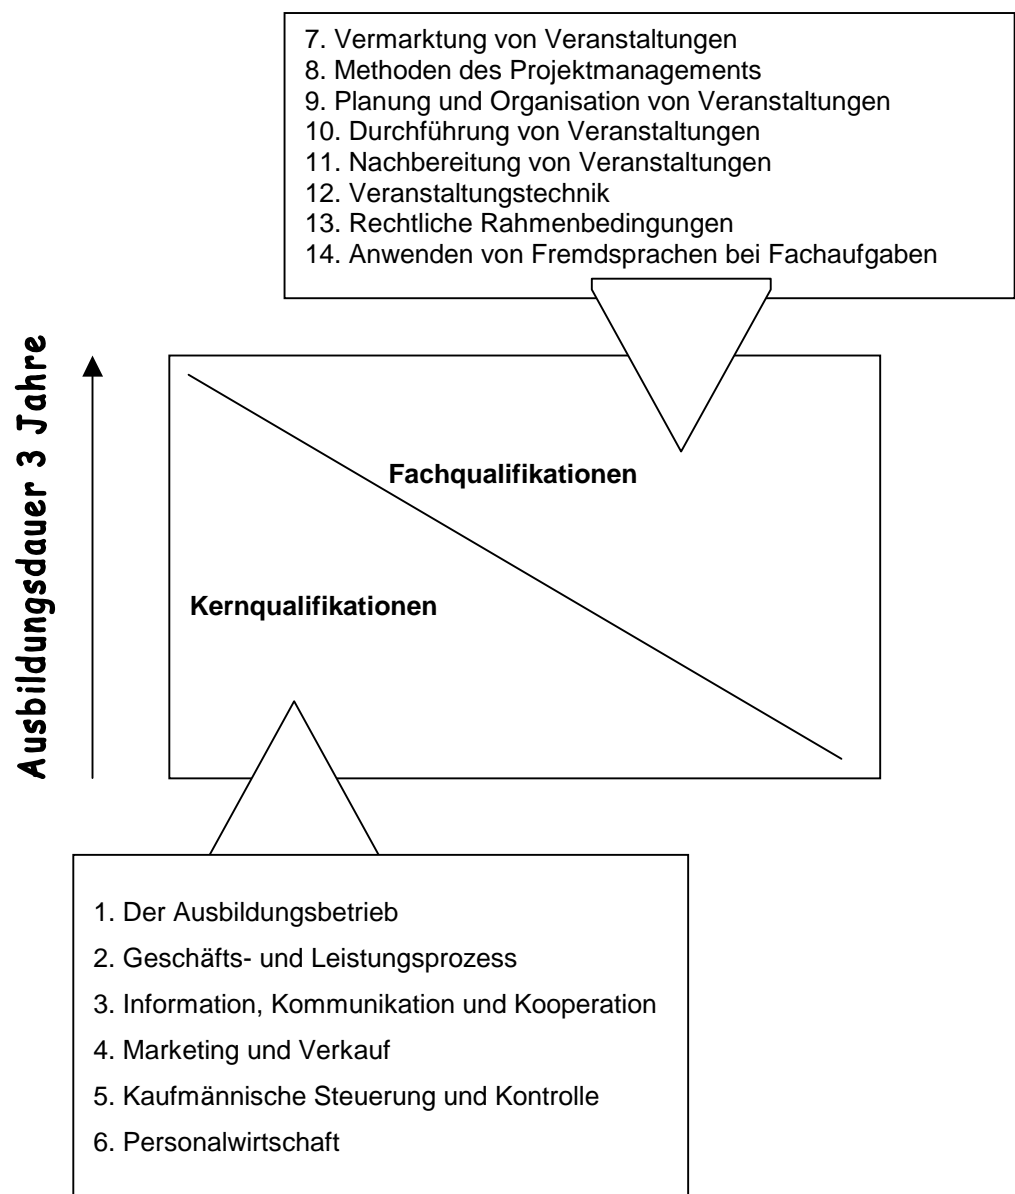 7. Vermarktung von Veranstaltungen
8. Methoden des Projektmanagements
9. Planung und Organisation von Veranstaltungen
10. Durchführung von Veranstaltungen
11. Nachbereitung von Veranstaltungen
12. Veranstaltungstechnik
13. Rechtliche Rahmenbedingungen
14. Anwenden von Fremdsprachen bei Fachaufgaben
Ausbildungsdauer 3 Jahre
Fachqualifikationen
Kernqualifikationen
1. Der Ausbildungsbetrieb
2. Geschäfts- und Leistungsprozess
3. Information, Kommunikation und Kooperation
4. Marketing und Verkauf
5. Kaufmännische Steuerung und Kontrolle
6. Personalwirtschaft